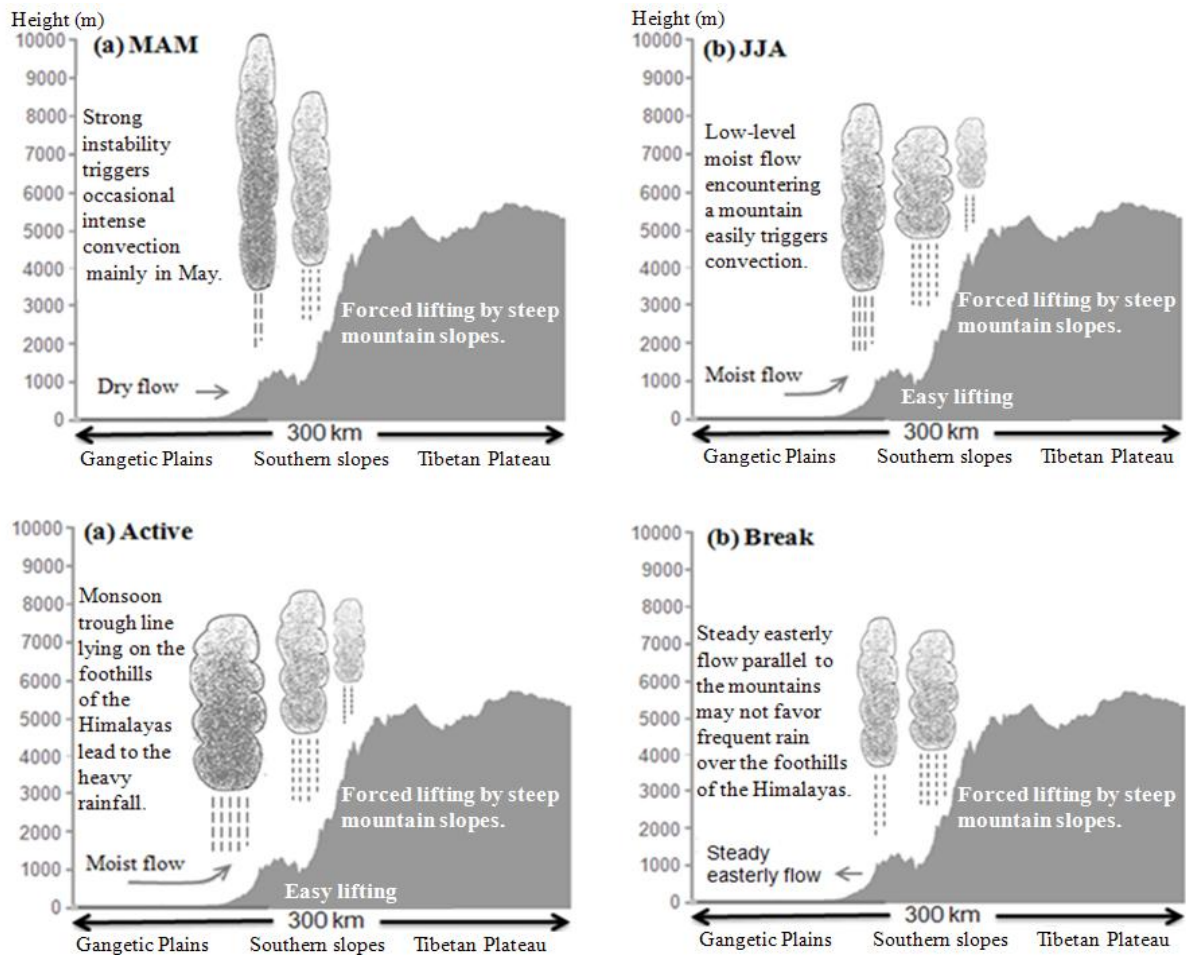 Height (m)
(a) MAM
10000
9000
8000
7000
6000
5000
4000
3000
2000
1000
0
Strong
instability
triggers
occasional
intense
convection
mainly in May.
Forced lifting by steep
mountain slopes.
Dry flow
300 km
Gangetic Plains Southern slopes Tibetan Plateau
Height (m)
(b) JJA
10000
9000
8000
7000
6000
5000
4000
3000
2000
1000
0
Low-level
moist flow
encountering
a mountain
easily triggers
convection.
Forced lifting by steep
mountain slopes.
Moist flow
Easy lifting
300 km
Gangetic Plains Southern slopes Tibetan Plateau
(a) Active
10000
9000
8000
7000
6000
5000
4000
3000
2000
1000
0
Monsoon
trough line
lying on the
foothills
of the
Himalayas
lead to the
heavy
rainfall.
Forced lifting by steep
mountain slopes.
Moist flow
Easy lifting
300 km
Gangetic Plains Southern slopes Tibetan Plateau
(b) Break
10000
9000
8000
7000
6000
5000
4000
3000
2000
1000
0
Steady easterly
flow parallel to
the mountains
may not favor
frequent rain
over the foothills
of the Himalayas.
Forced lifting by steep
mountain slopes.
Steady
easterly flow
300 km
Gangetic Plains Southern slopes Tibetan Plateau